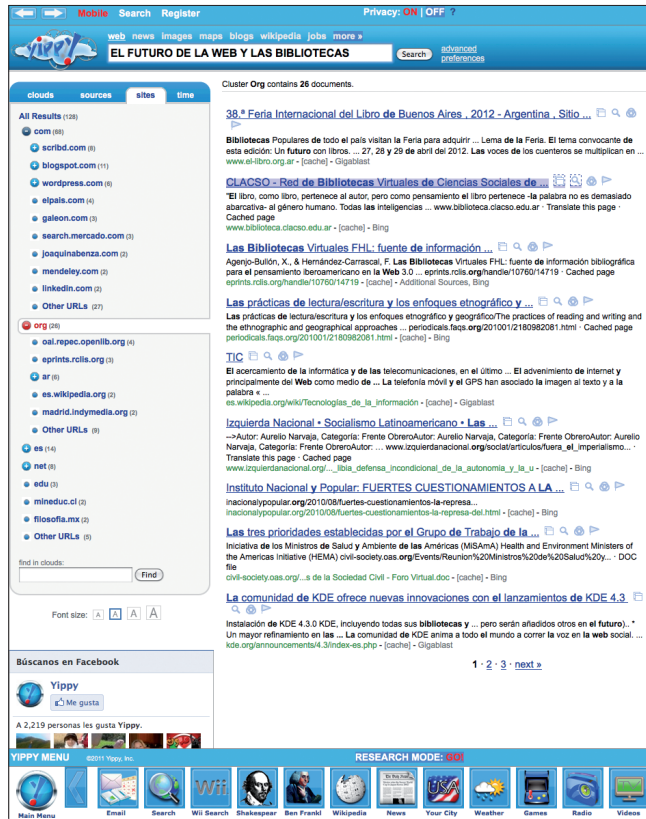 Mobile Search Register Privacy: ON | OFF ?
yippy
web news images maps blogs wikipedia jobs more »
EL FUTURO DE LA WEB Y LAS BIBLIOTECAS
Search
advanced
preferences
clouds sources sites time
All Results (128)
com (68)
scribd.com (8)
blogspot.com (11)
wordpress.com (6)
elpais.com (4)
galeon.com (3)
search.mercado.com (3)
joaquinabenza.com (2)
mendeley.com (2)
linkedin.com (2)
Other URLs (27)
org (26)
oai.repec.openlib.org (4)
eprints.rclis.org (3)
ar (6)
es.wikipedia.org (2)
madrid.indymedia.org (2)
Other URLs (9)
es (14)
net (8)
edu (3)
mineduc.cl (2)
filosofia.mx (2)
Other URLs (5)
find in clouds:
Find
Font size: A A A A
Búscanos en Facebook
Yippy
Me gusta
A 2,219 personas les gusta Yippy.
Cluster Org contains 26 documents.
38.ª Feria Internacional del Libro de Buenos Aires , 2012 - Argentina , Sitio ...
Bibliotecas Populares de todo el país visitan la Feria para adquirir ... Lema de la Feria. El tema convocante de
esta edición: Un futuro con libros. ... 27, 28 y 29 de abril del 2012. Las voces de los cuenteros se multiplican en ...
www.el-libro.org.ar - [cache] - Gigablast
CLACSO - Red de Bibliotecas Virtuales de Ciencias Sociales de ...
"El libro, como libro, pertenece al autor, pero como pensamiento el libro pertenece -la palabra no es demasiado
abarcativa- al género humano. Todas las inteligencias ... www.biblioteca.clacso.edu.ar · Translate this page ·
Cached page
www.biblioteca.clacso.edu.ar - [cache] - Bing
Las Bibliotecas Virtuales FHL: fuente de información ...
Agenjo-Bullón, X., & Hernández-Carrascal, F. Las Bibliotecas Virtuales FHL: fuente de información bibliográfica
para el pensamiento iberoamericano en la Web 3.0 ... eprints.rclis.org/handle/10760/14719 · Cached page
eprints.rclis.org/handle/10760/14719 - [cache] - Additional Sources, Bing
Las prácticas de lectura/escritura y los enfoques etnográfico y ...
Las prácticas de lectura/escritura y los enfoques etnográfico y geográfico/The practices of reading and writing and
the ethnographic and geographical approaches ... periodicals.faqs.org/201001/2180982081.html · Cached page
periodicals.faqs.org/201001/2180982081.html - [cache] - Bing
TIC
El acercamiento de la informática y de las telecomunicaciones, en el último ... El advenimiento de internet y
principalmente del Web como medio de ... La telefonía móvil y el GPS han asociado la imagen al texto y a la
palabra « ...
es.wikipedia.org/wiki/Tecnologías_de_la_información - [cache] - Gigablast
Izquierda Nacional • Socialismo Latinoamericano • Las ...
-->Autor: Aurelio Narvaja, Categoría: Frente ObreroAutor: Aurelio Narvaja, Categoría: Frente ObreroAutor: Aurelio
Narvaja, Categoría: Frente ObreroAutor: ... www.izquierdanacional.org/soclat/articulos/fuera_el_imperialismo... ·
Translate this page · Cached page
www.izquierdanacional.org/..._libia_defensa_incondicional_de_la_autonomia_y_la_u - [cache] - Bing
Instituto Nacional y Popular: FUERTES CUESTIONAMIENTOS A LA ...
inacionalypopular.org/2010/08/fuertes-cuestionamientos-la-represa...
inacionalypopular.org/2010/08/fuertes-cuestionamientos-la-represa-del.html - [cache] - Bing
Las tres prioridades establecidas por el Grupo de Trabajo de la ...
Iniciativa de los Ministros de Salud y Ambiente de las Américas (MiSAmA) Health and Environment Ministers of
the Americas Initiative (HEMA) civil-society.oas.org/Events/Reunion%20Ministros%20de%20Salud%20y... · DOC
file
civil-society.oas.org/...s de la Sociedad Civil - Foro Virtual.doc - [cache] - Bing
La comunidad de KDE ofrece nuevas innovaciones con el lanzamientos de KDE 4.3
Instalación de KDE 4.3.0 KDE, incluyendo todas sus bibliotecas y ... pero serán añadidos otros en el futuro).. *
Un mayor refinamiento en las ... La comunidad de KDE anima a todo el mundo a correr la voz en la web social. ...
kde.org/announcements/4.3/index-es.php - [cache] - Gigablast
1 · 2 · 3 · next »
YIPPY MENU ©2011 Yippy, Inc. RESEARCH MODE: GO!
Main Menu Email Search Wii Search Shakespear Ben Frankl Wikipedia News Your City Weather Games Radio Videos